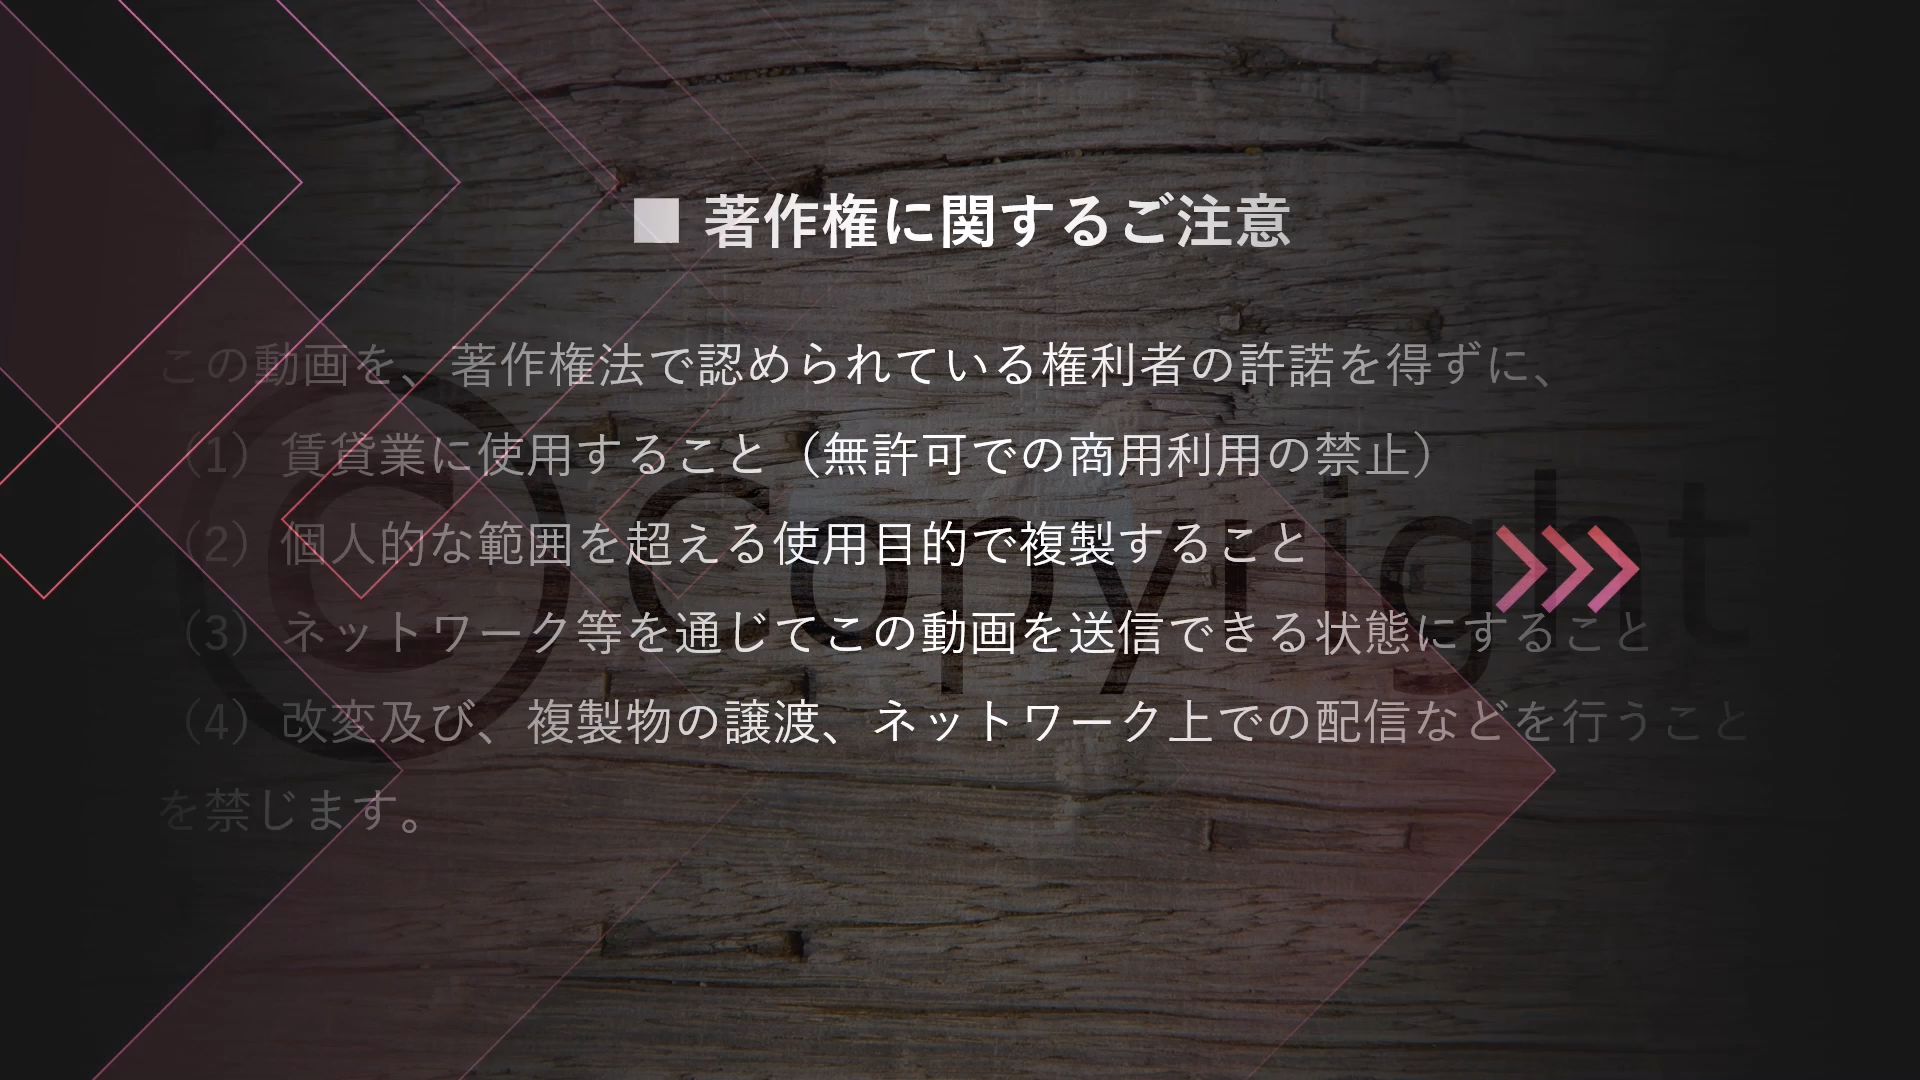 ■ 著作権に関するご注意
この動画を、著作権法で認められている権利者の許諾を得ずに、
（1）賃貸業に使用すること（無許可での商用利用の禁止）
（2）個人的な範囲を超える使用目的で複製すること
©Copyright
（3）ネットワーク等を通じてこの動画を送信できる状態にすること
（4）改変及び、複製物の譲渡、ネットワーク上での配信などを行うこと
を禁じます。